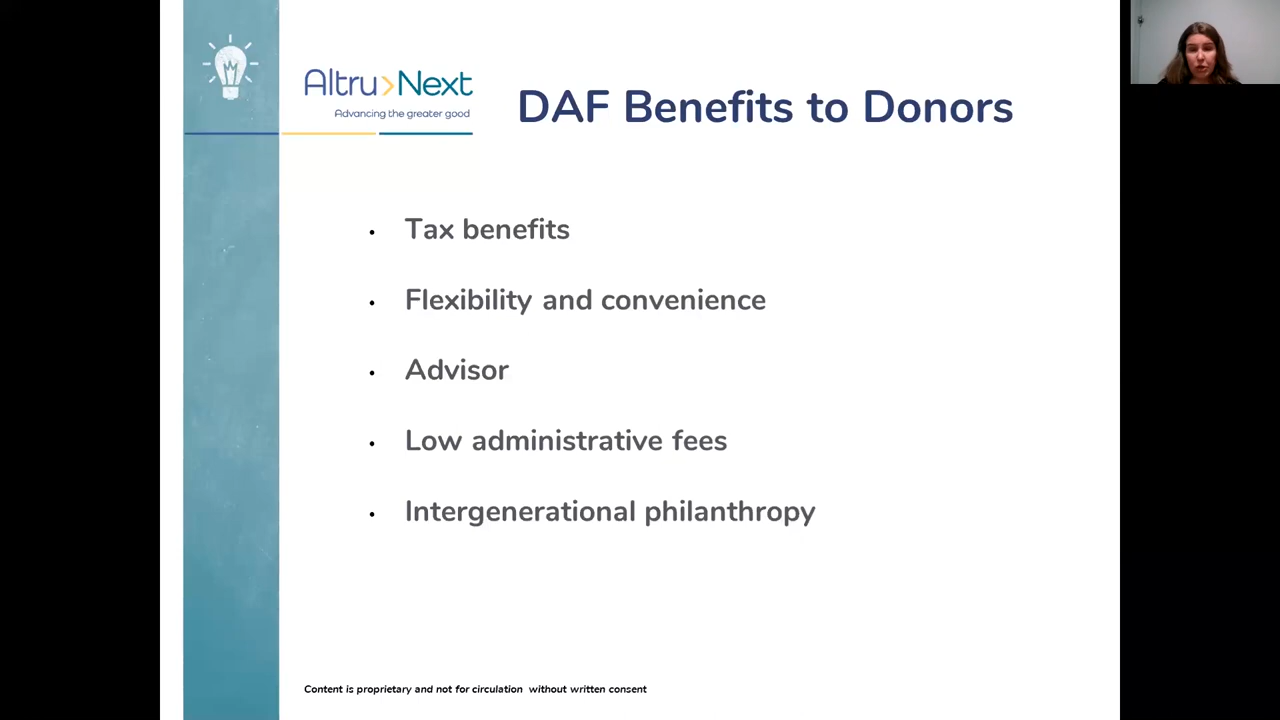 Altru>Next
Advancing the greater good
DAF Benefits to Donors
• Tax benefits
• Flexibility and convenience
• Advisor
• Low administrative fees
• Intergenerational philanthropy
Content is proprietary and not for circulation without written consent